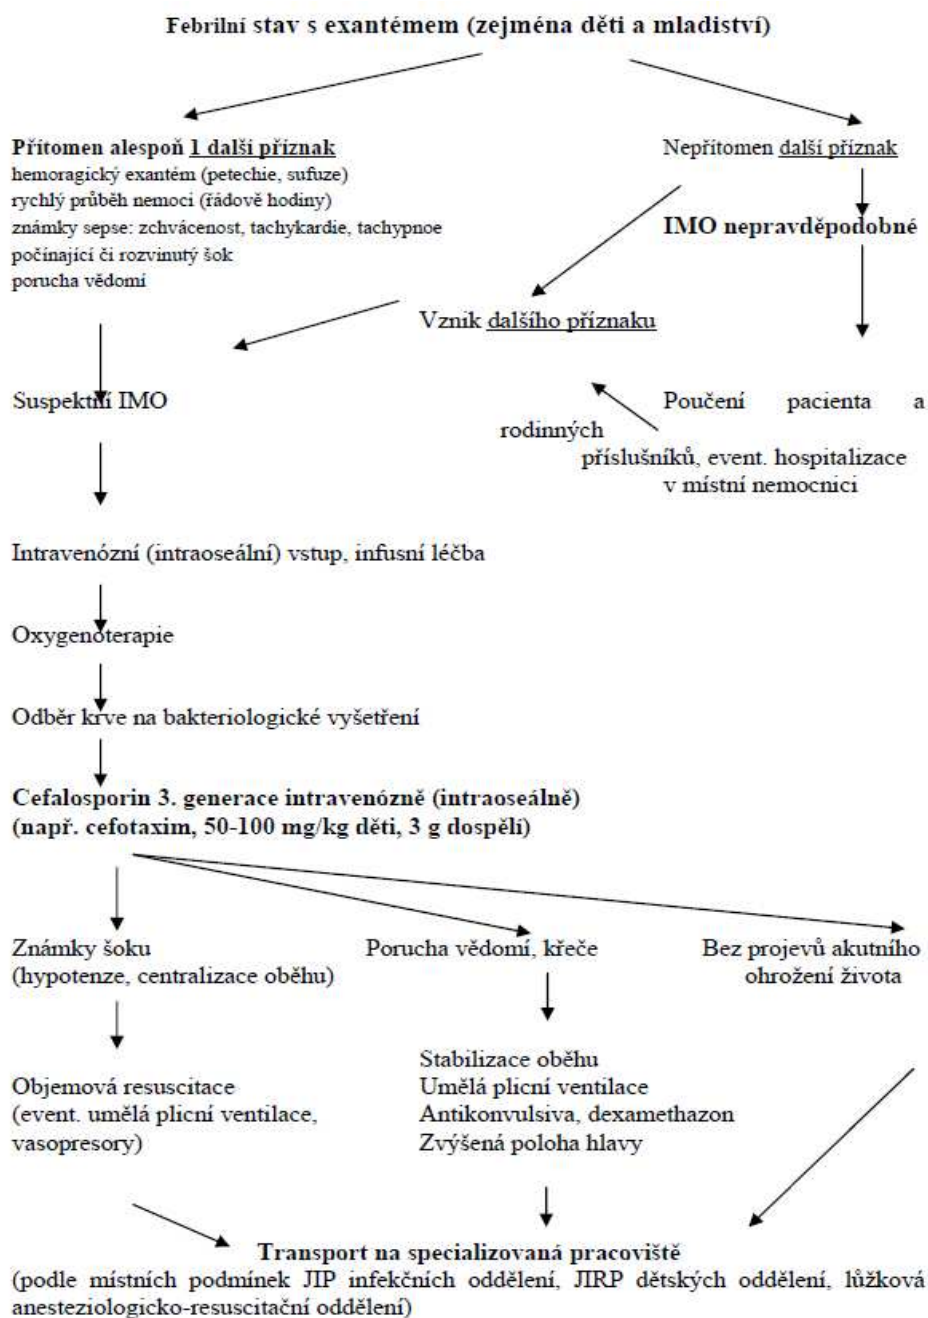 Febrilní stav s exantémem (zejména děti a mladiství)
Přítomen alespoň 1 další příznak
hemoragický exantém (petechie, sufuze)
rychlý průběh nemoci (řádově hodiny)
známky sepse: zchvácenost, tachykardie, tachypnoe
počínající či rozvinutý šok
porucha vědomí
Nepřítomen další příznak
IMO nepravděpodobné
Vznik dalšího příznaku
Suspektní IMO
Poučení pacienta a
rodinných
příslušníků, event. hospitalizace
v místní nemocnici
Intravenózní (intraoseální) vstup, infusní léčba
Oxygenoterapie
Odběr krve na bakteriologické vyšetření
Cefalosporin 3. generace intravenózně (intraoseálně)
(např. cefotaxim, 50-100 mg/kg děti, 3 g dospělí)
Známky šoku
(hypotenze, centralizace oběhu)
Porucha vědomí, křeče
Bez projevů akutního
ohrožení života
Objemová resuscitace
(event. umělá plicní ventilace,
vasopresory)
Stabilizace oběhu
Umělá plicní ventilace
Antikonvulsiva, dexamethazon
Zvýšená poloha hlavy
Transport na specializovaná pracoviště
(podle místních podmínek JIP infekčních oddělení, JIRP dětských oddělení, lůžková
anesteziologicko-resuscitační oddělení)